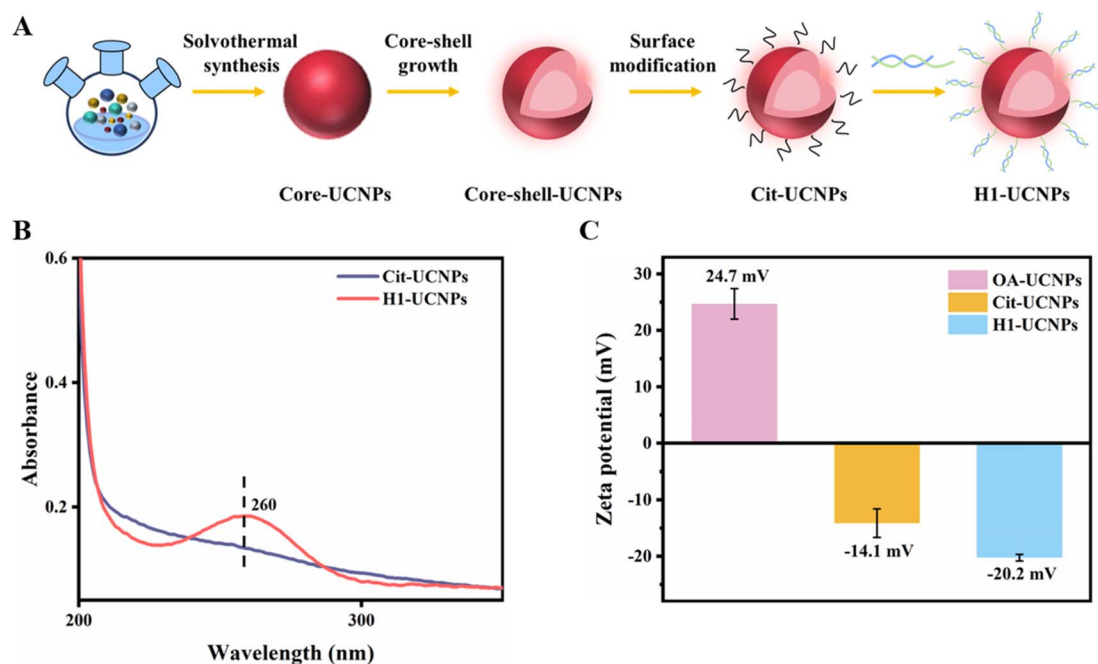 A
Solvothermal
synthesis
Core-shell
growth
Surface
modification
Core-UCNPs
Core-shell-UCNPs
Cit-UCNPs
H1-UCNPs
B
0.6
0.4
0.2
Absorbance
Cit-UCNPs
H1-UCNPs
260
200
300
Wavelength (nm)
C
30
20
10
0
-10
-20
Zeta potential (mV)
24.7 mV
-14.1 mV
-20.2 mV
OA-UCNPs
Cit-UCNPs
H1-UCNPs